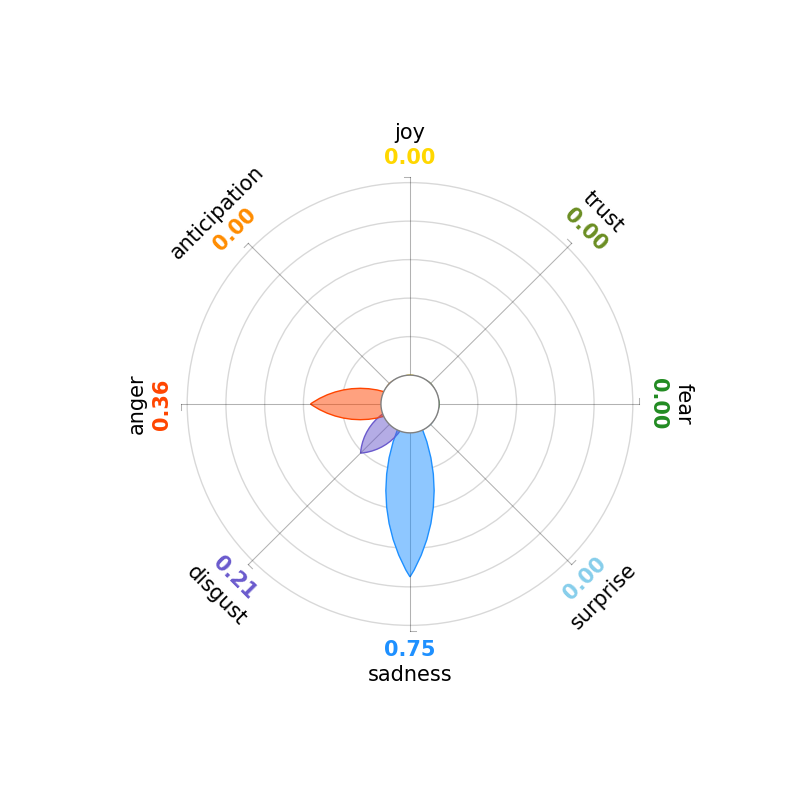 joy
0.00
trust
0.00
fear
0.00
surprise
0.00
sadness
0.75
disgust
0.21
anger
0.36
anticipation
0.00